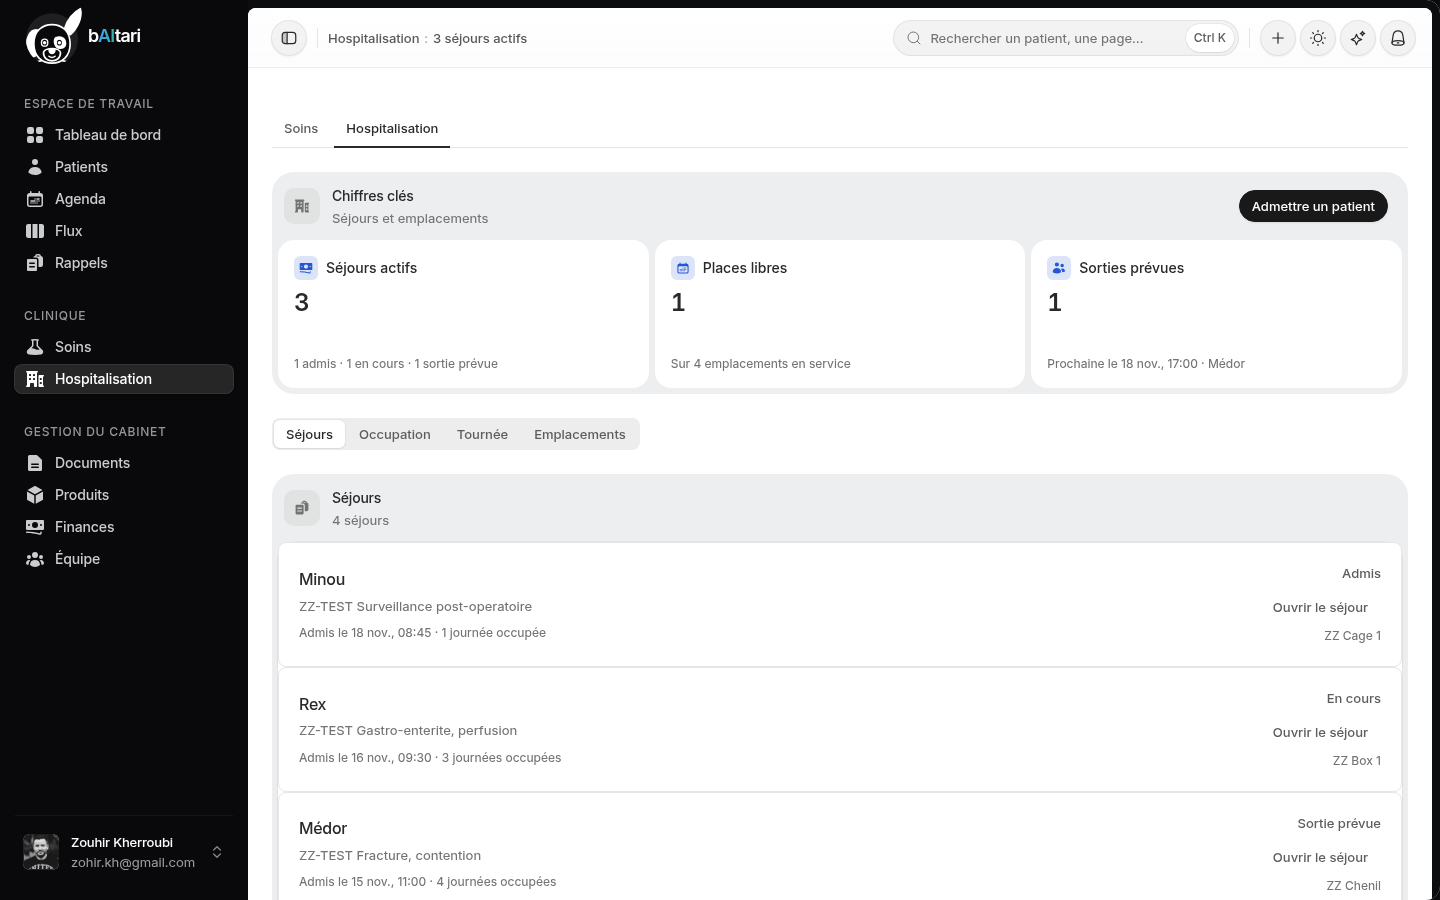 bAItari
Hospitalisation : 3 séjours actifs
Rechercher un patient, une page...
Ctrl K
ESPACE DE TRAVAIL
Tableau de bord
Patients
Agenda
Flux
Rappels
CLINIQUE
Soins
Hospitalisation
GESTION DU CABINET
Documents
Produits
Finances
Équipe
Zouhir Kherroubi
zohir.kh@gmail.com
Soins
Hospitalisation
Chiffres clés
Séjours et emplacements
Admettre un patient
Séjours actifs
3
1 admis · 1 en cours · 1 sortie prévue
Places libres
1
Sur 4 emplacements en service
Sorties prévues
1
Prochaine le 18 nov., 17:00 · Médor
Séjours
Occupation
Tournée
Emplacements
Séjours
4 séjours
Minou
ZZ-TEST Surveillance post-operatoire
Admis le 18 nov., 08:45 · 1 journée occupée
Admis
Ouvrir le séjour
ZZ Cage 1
Rex
ZZ-TEST Gastro-enterite, perfusion
Admis le 16 nov., 09:30 · 3 journées occupées
En cours
Ouvrir le séjour
ZZ Box 1
Médor
ZZ-TEST Fracture, contention
Admis le 15 nov., 11:00 · 4 journées occupées
Sortie prévue
Ouvrir le séjour
ZZ Chenil